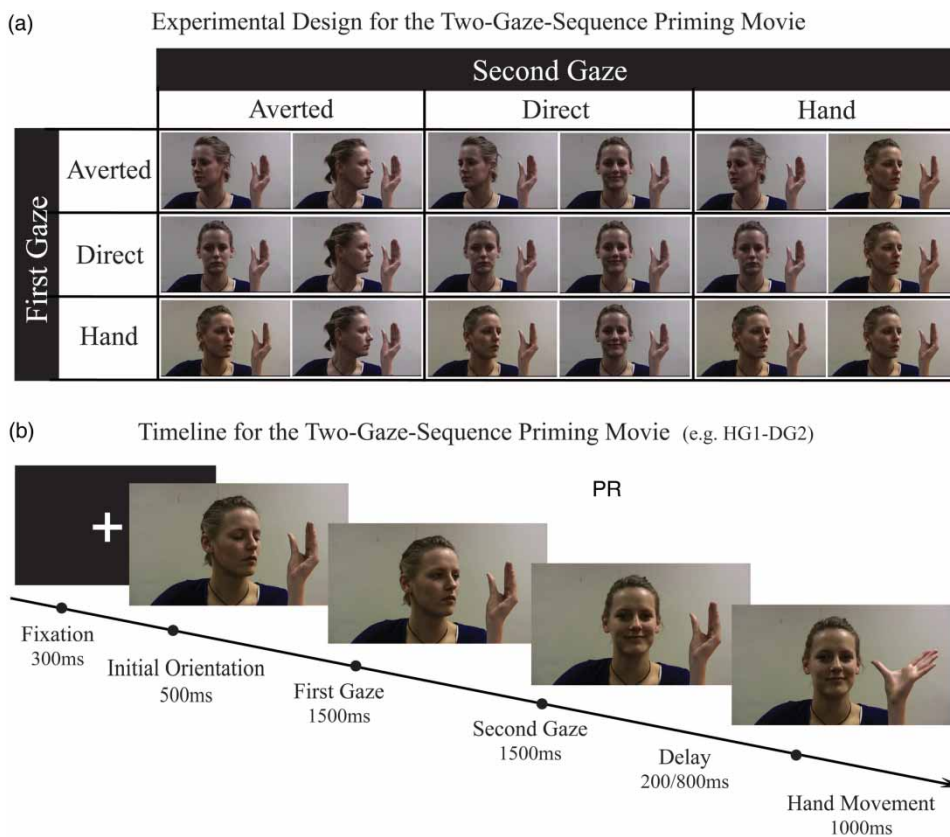 (a) Experimental Design for the Two-Gaze-Sequence Priming Movie
Second Gaze
Averted Direct Hand
First Gaze
Averted
Direct
Hand
(b) Timeline for the Two-Gaze-Sequence Priming Movie (e.g. HG1-DG2)
PR
Fixation
300ms
Initial Orientation
500ms
First Gaze
1500ms
Second Gaze
1500ms
Delay
200/800ms
Hand Movement
1000ms